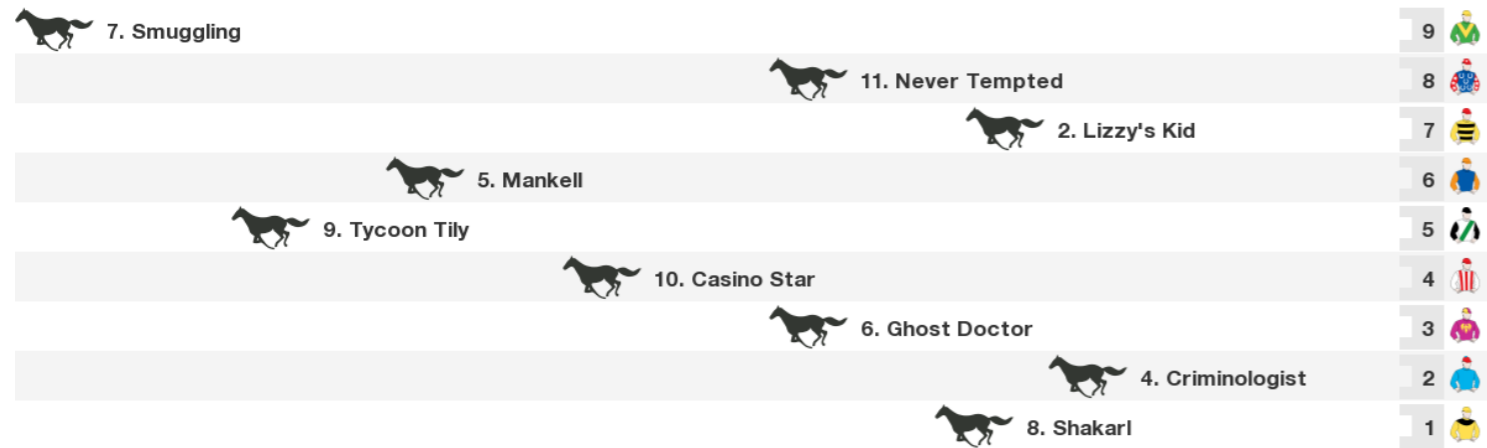 7. Smuggling 9
11. Never Tempted 8
2. Lizzy's Kid 7
5. Mankell 6
9. Tycoon Tily 5
10. Casino Star 4
6. Ghost Doctor 3
4. Criminologist 2
8. Shakarl 1